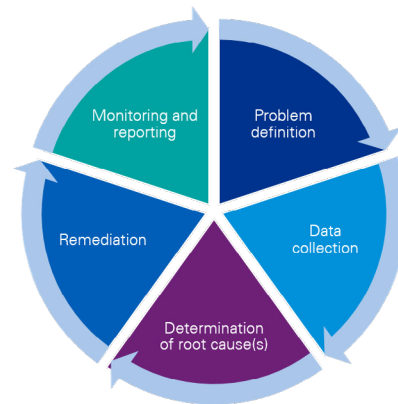 Problem
definition
Data
collection
Determination
of root cause(s)
Remediation
Monitoring and
reporting